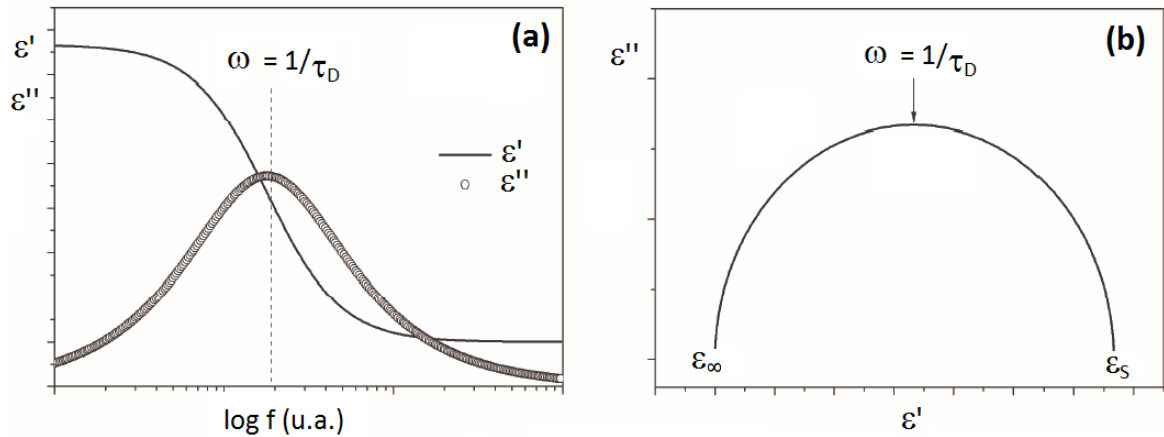 (a)
ε'
ε''
ω = 1/τD
ε'
ε''
log f (u.a.)
(b)
ε''
ω = 1/τD
ε∞
εS
ε'